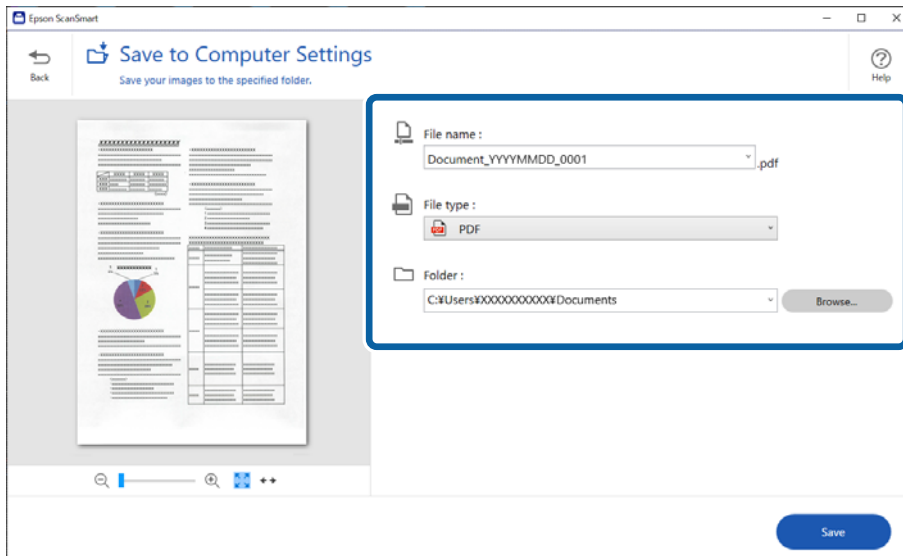 Epson ScanSmart
Back
Save to Computer Settings
Save your images to the specified folder.
Help
File name :
Document_YYYYMMDD_0001
.pdf
File type :
PDF
Folder :
C:¥Users¥XXXXXXXXXXX¥Documents
Browse...
Save